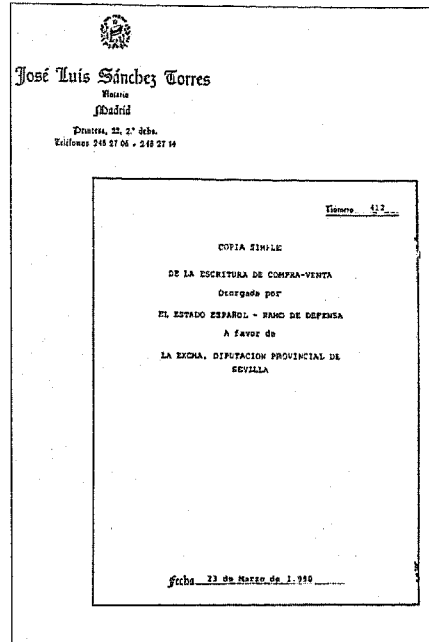 José Luis Sánchez Torres
Notario
Madrid
Princesa, 22, 2.º dcha.
Teléfonos 248 27 06 - 248 27 14
Número 412
COPIA SIMPLE
DE LA ESCRITURA DE COMPRA-VENTA
Otorgada por
EL ESTADO ESPAÑOL - RAMO DE DEFENSA
A favor de
LA EXCMA. DIPUTACION PROVINCIAL DE
SEVILLA
Fecha 23 de Marzo de 1.990